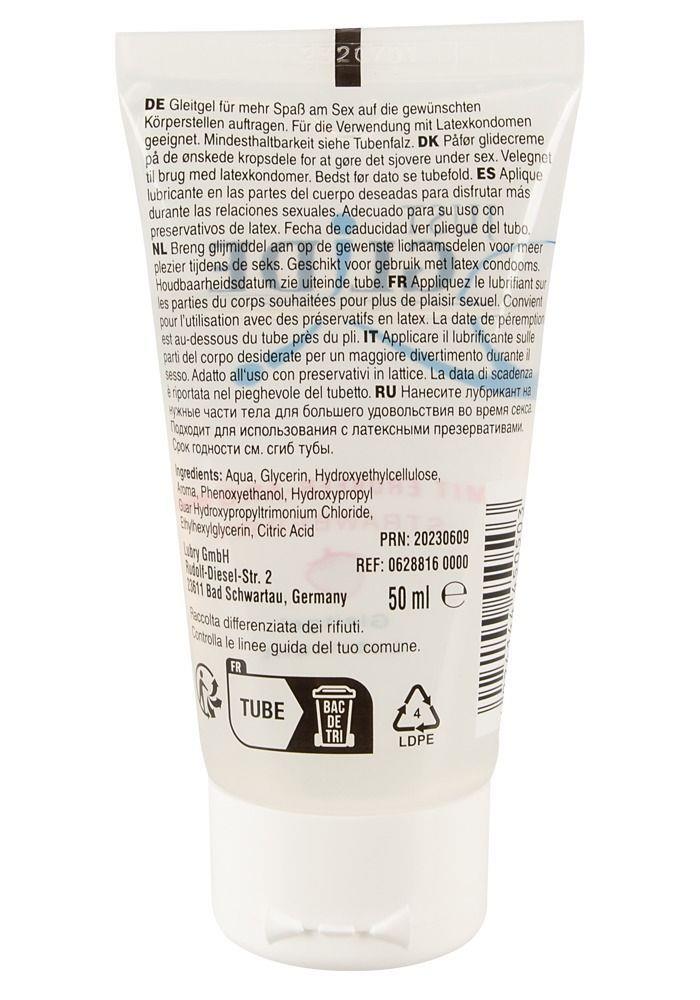 DE Gleitgel für mehr Spaß am Sex auf die gewünschten
Körperstellen auftragen. Für die Verwendung mit Latexkondomen
geeignet. Mindesthaltbarkeit siehe Tubenfalz. DK Påfør glidecreme
på de ønskede kropsdele for at gøre det sjovere under sex. Velegnet
til brug med latexkondomer. Bedst før dato se tubefold. ES Aplique
lubricante en las partes del cuerpo deseadas para disfrutar más
durante las relaciones sexuales. Adecuado para su uso con
preservativos de latex. Fecha de caducidad v. pliegue del tubo.
NL Breng glijmiddel aan op de gewenste lichaamsdelen voor meer
plezier tijdens de seks. Geschikt voor gebruik met latex condooms.
Houdbaarheidsdatum zie uiteinde tube. FR Appliquez le lubrifiant sur
les parties du corps souhaitées pour plus de plaisir sexuel. Convient
pour l'utilisation avec des préservatifs en latex. La date de péremption
est au-dessous du tube près du pli. IT Applicare il lubrificante sulle
parti del corpo desiderate per un maggiore divertimento durante il
sesso. Adatto all'uso con preservativi in lattice. La data di scadenza
è riportata nel pieghevole del tubetto. RU Нанесите лубрикант на
нужные части тела для большего удовольствия во время секса.
Подходит для использования с латексными презервативами.
Срок годности см. сгиб тубы.
Ingredients: Aqua, Glycerin, Hydroxyethylcellulose,
Aroma, Phenoxyethanol, Hydroxypropyl
Guar Hydroxypropyltrimonium Chloride,
Ethylhexylglycerin, Citric Acid
PRN: 20230609
Lubry GmbH
REF: 0628816 0000
Rudolf-Diesel-Str. 2
23611 Bad Schwartau, Germany
50 ml ℮
Raccolta differenziata dei rifiuti.
Controlla le linee guida del tuo comune.
FR
TUBE
BAC
DE
TRI
4
LDPE